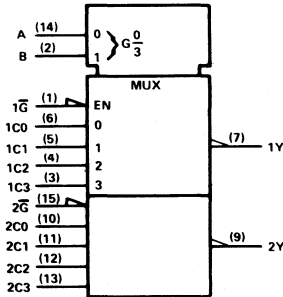 A (14) 0 } G 0/3
B (2) 1
MUX
1G̅ (1) EN
1C0 (6) 0
1C1 (5) 1
1C2 (4) 2
1C3 (3) 3
(7) 1Y
2G̅ (15)
2C0 (10)
2C1 (11)
2C2 (12)
2C3 (13)
(9) 2Y